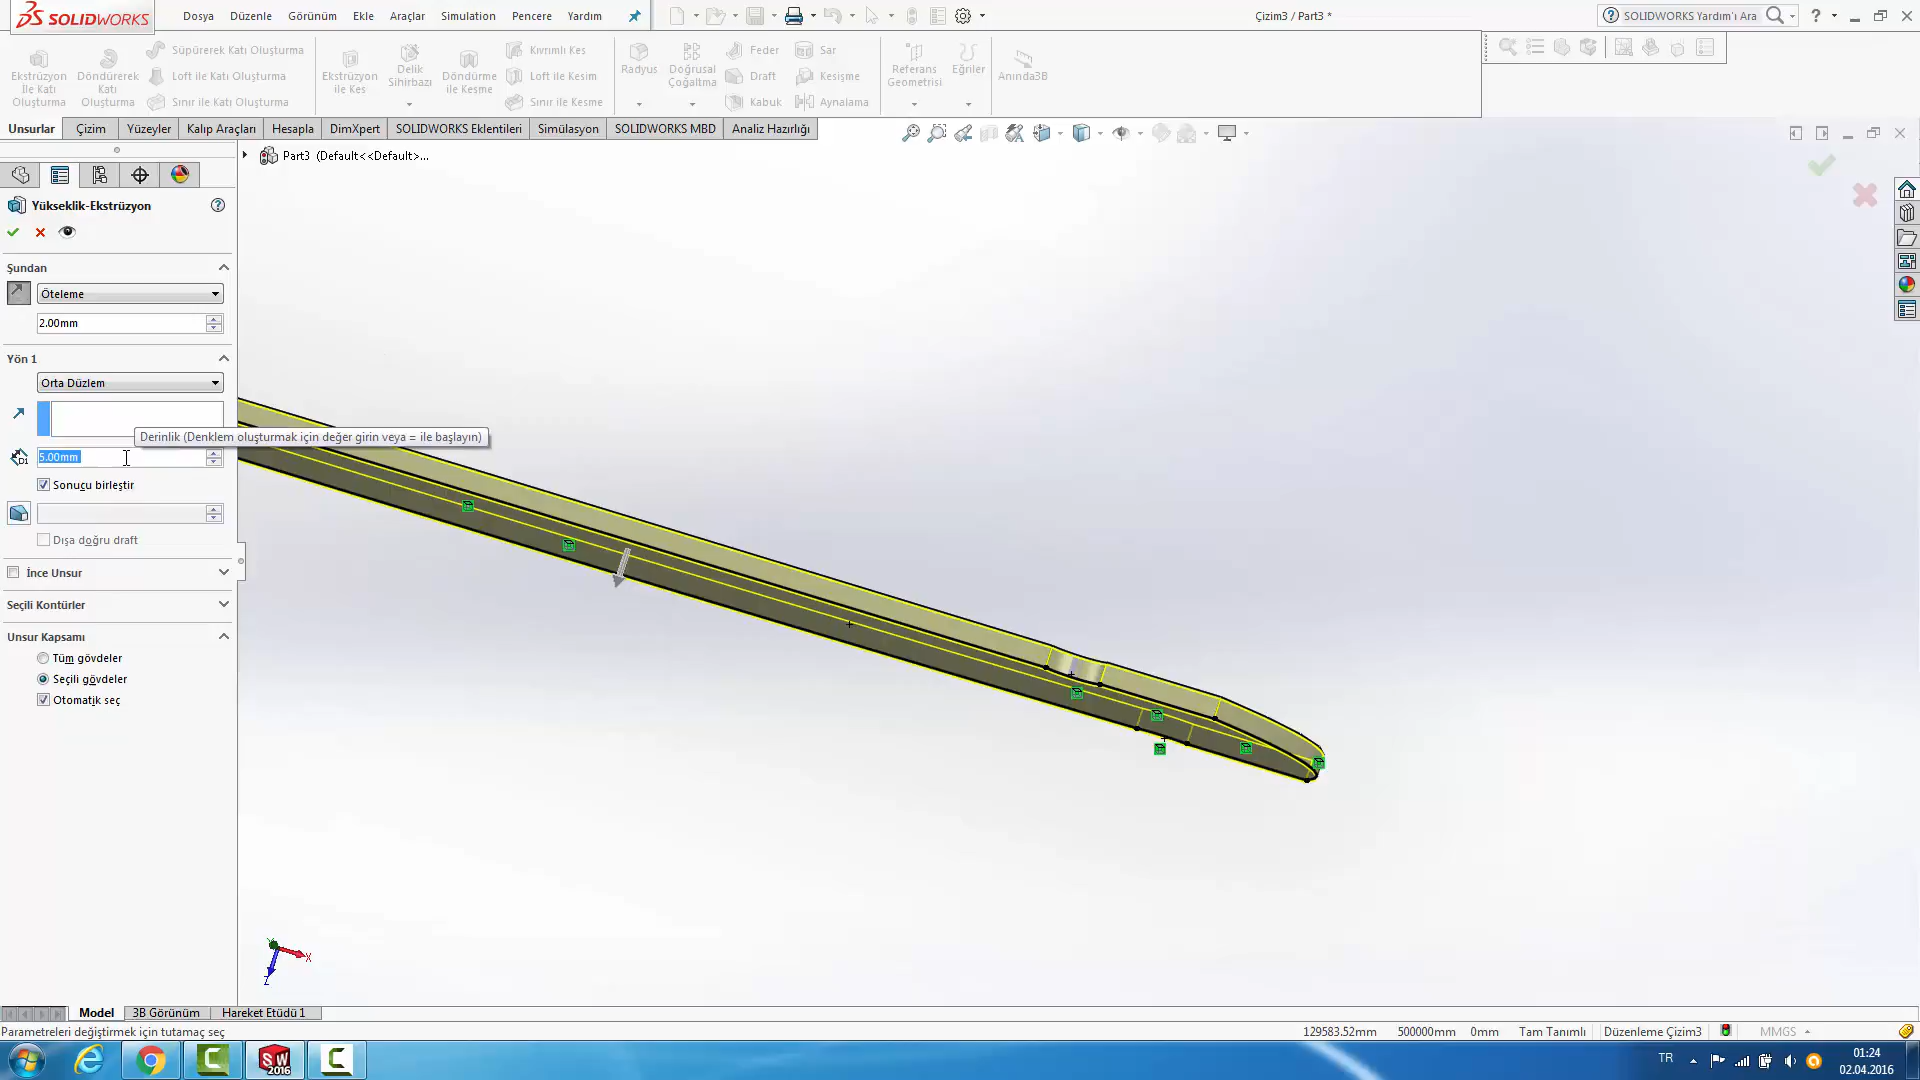 SOLIDWORKS
Dosya Düzenle Görünüm Ekle Araçlar Simulation Pencere Yardım
Çizim3 / Part3 *
SOLIDWORKS Yardım'ı Ara
Ekstrüzyon İle Katı Oluşturma
Döndürerek Katı Oluşturma
Süpürerek Katı Oluşturma
Loft ile Katı Oluşturma
Sınır ile Katı Oluşturma
Ekstrüzyon ile Kes
Delik Sihirbazı
Döndürme ile Kesme
Kıvrımlı Kes
Loft ile Kesim
Sınır ile Kesme
Radyus
Doğrusal Çoğaltma
Feder
Draft
Kabuk
Sar
Kesişme
Aynalama
Referans Geometrisi
Eğriler
Anında3B
Unsurlar Çizim Yüzeyler Kalıp Araçları Hesapla DimXpert SOLIDWORKS Eklentileri Simülasyon SOLIDWORKS MBD Analiz Hazırlığı
Part3 (Default<<Default>...
Yükseklik-Ekstrüzyon
Şundan
Öteleme
2.00mm
Yön 1
Orta Düzlem
Derinlik (Denklem oluşturmak için değer girin veya = ile başlayın)
D1
5.00mm
Sonucu birleştir
Dışa doğru draft
İnce Unsur
Seçili Kontürler
Unsur Kapsamı
Tüm gövdeler
Seçili gövdeler
Otomatik seç
Y
X
Z
Model 3B Görünüm Hareket Etüdü 1
Parametreleri değiştirmek için tutamaç seç
129583.52mm 500000mm 0mm Tam Tanımlı Düzenleme Çizim3 MMGS
SW 2016
TR
01:24
02.04.2016